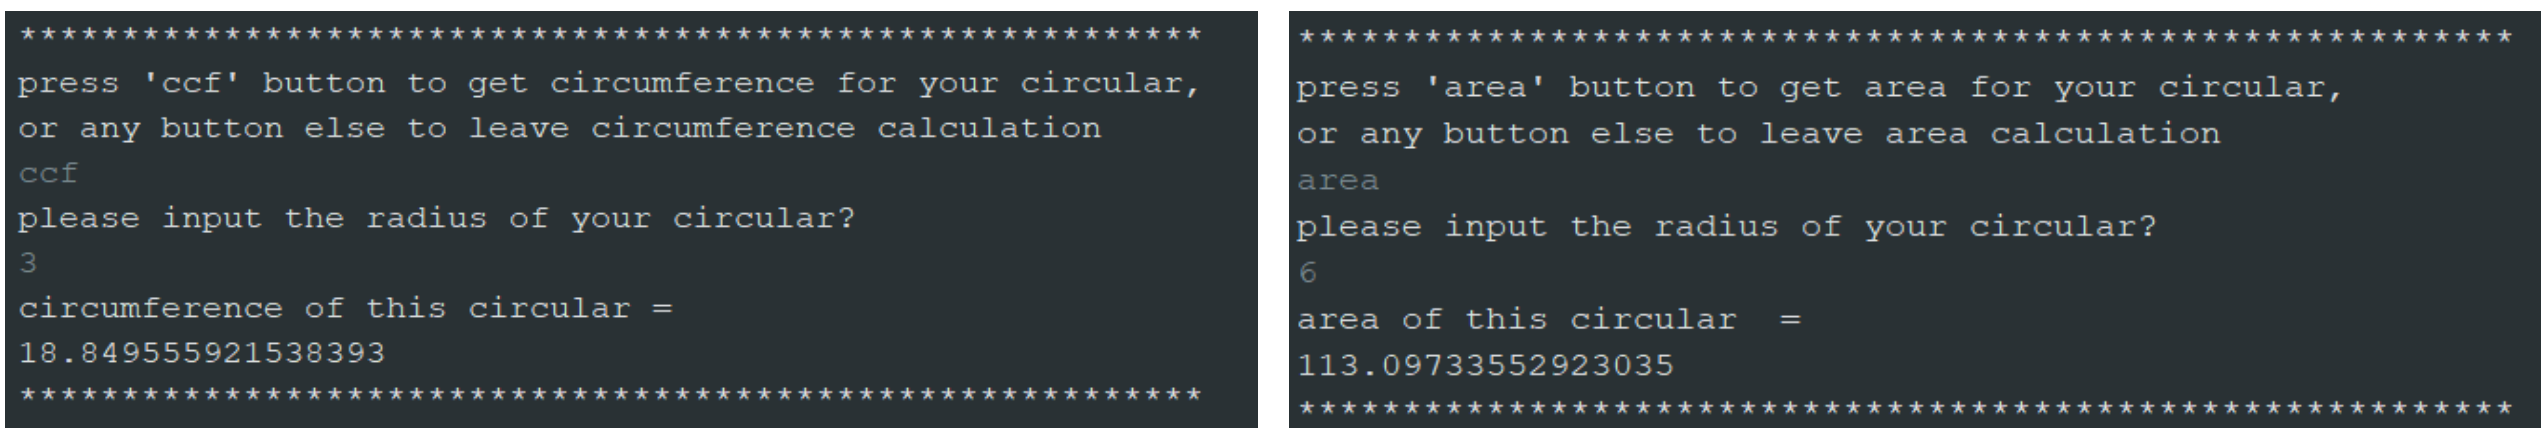 **********************************************************
press 'ccf' button to get circumference for your circular,
or any button else to leave circumference calculation
ccf
please input the radius of your circular?
3
circumference of this circular =
18.849555921538393
**********************************************************
**********************************************************
press 'area' button to get area for your circular,
or any button else to leave area calculation
area
please input the radius of your circular?
6
area of this circular  =
113.09733552923035
**********************************************************